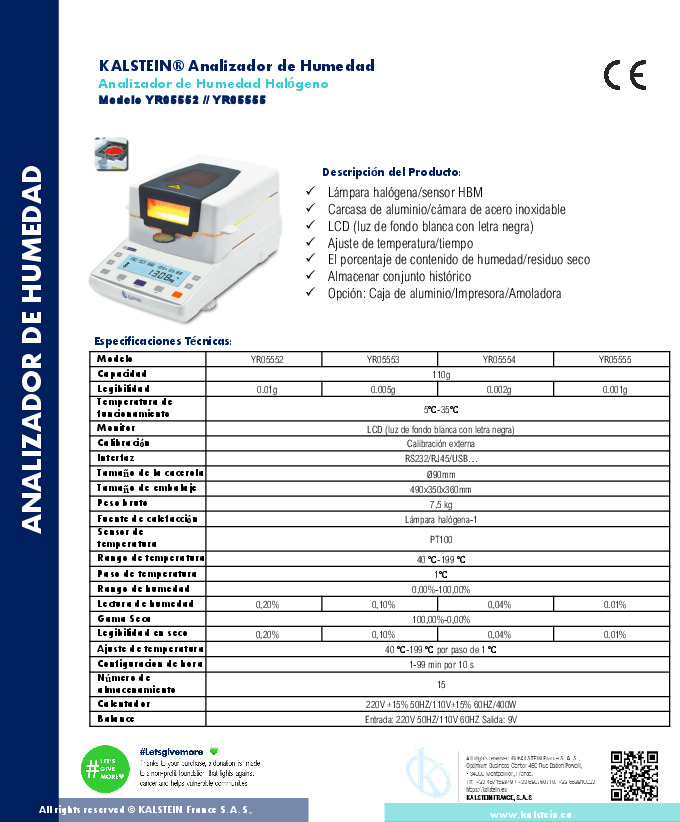 KALSTEIN® Analizador de Humedad
Analizador de Humedad Halógeno
Modelo YR05552 // YR05555
CE
ANALIZADOR DE HUMEDAD
Descripción del Producto:
✓ Lámpara halógena/sensor HBM
✓ Carcasa de aluminio/cámara de acero inoxidable
✓ LCD (luz de fondo blanca con letra negra)
✓ Ajuste de temperatura/tiempo
✓ El porcentaje de contenido de humedad/residuo seco
✓ Almacenar conjunto histórico
✓ Opción: Caja de aluminio/Impresora/Amoladora
Especificaciones Técnicas:
Modelo YR05552 YR05553 YR05554 YR05555
Capacidad 110g
Legibilidad 0.01g 0.005g 0.002g 0.001g
Temperatura de
funcionamiento 5℃-35℃
Monitor LCD (luz de fondo blanca con letra negra)
Calibración Calibración externa
Interfaz RS232/RJ45/USB…
Tamaño de la cacerola Ø90mm
Tamaño de embalaje 490x350x360mm
Peso bruto 7,5 kg
Fuente de calefacción Lámpara halógena-1
Sensor de
temperatura PT100
Rango de temperatura 40 ℃-199 ℃
Paso de temperatura 1℃
Rango de humedad 0,00%-100,00%
Lectura de humedad 0,20% 0,10% 0,04% 0.01%
Gama Seca 100,00%-0,00%
Legibilidad en seco 0,20% 0,10% 0,04% 0.01%
Ajuste de temperatura 40 ℃-199 ℃ por paso de 1 ℃
Configuracion de hora 1-99 min por 10 s
Número de
almacenamiento 15
Calentador 220V ±15% 50HZ/110V±15% 60HZ/400W
Balance Entrada: 220V 50HZ/110V 60HZ Salida: 9V
#LET'S
GIVE
MORE
#Letsgivemore
Thanks to your purchase, a donation is made
to a non-profit foundation that fights against
cancer and helps vulnerable communities
All rights reserved © KALSTEIN France S. A. S.,
Optimum Business Center 450 Rue Baden Powell,
34000 Montpellier, France.
https://kalstein.eu
KALSTEIN FRANCE, S.A.S
All rights reserved © KALSTEIN France S. A. S.,
www.kalstein.eu